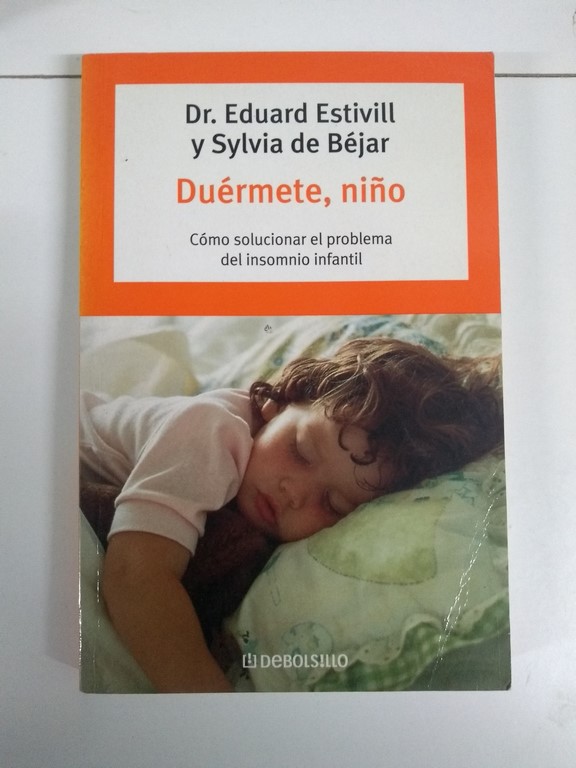 Dr. Eduard Estivill
y Sylvia de Béjar
Duérmete, niño
Cómo solucionar el problema
del insomnio infantil
DEBOLSILLO